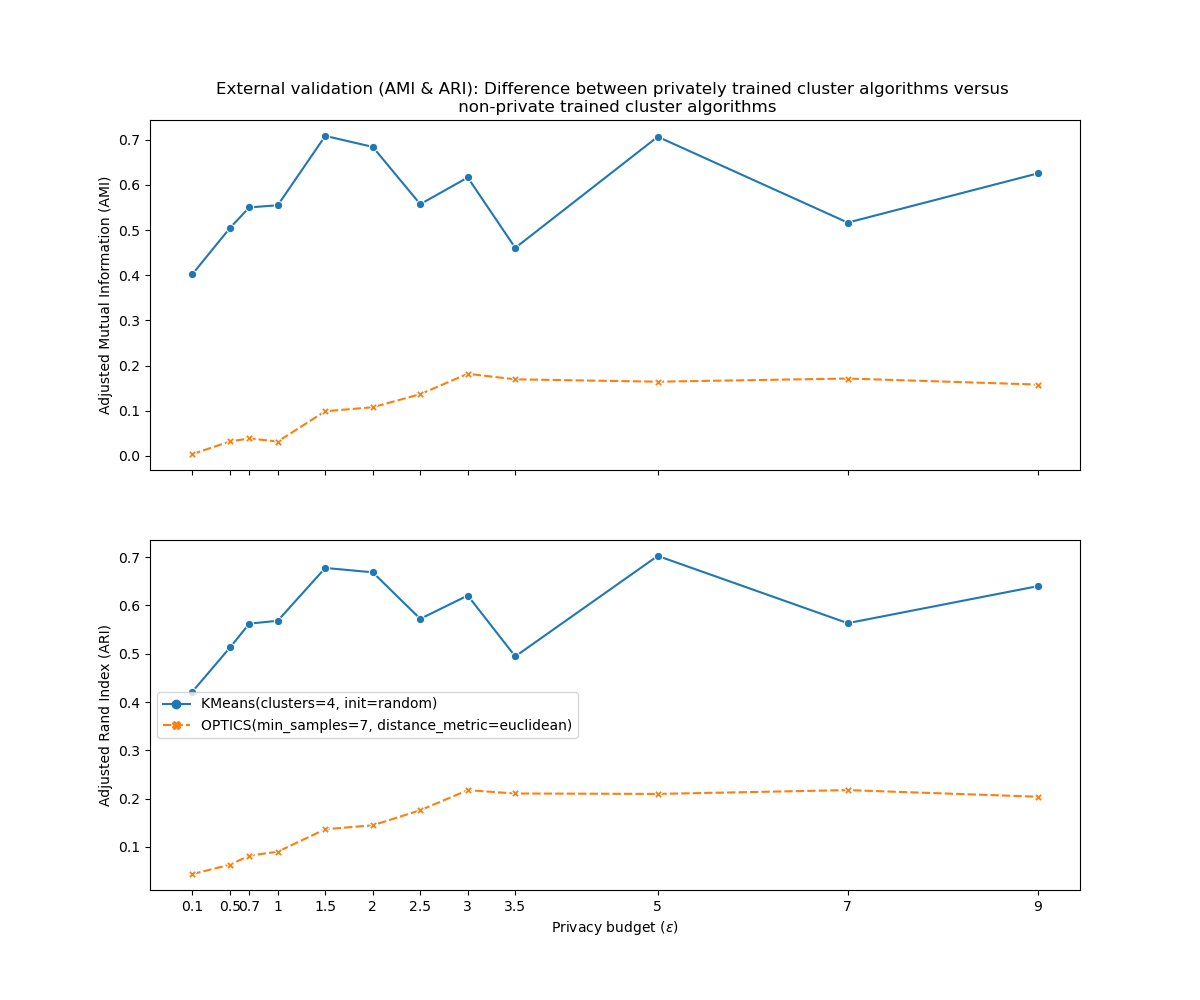 External validation (AMI & ARI): Difference between privately trained cluster algorithms versus
non-private trained cluster algorithms
0.7
0.6
0.5
0.4
0.3
0.2
0.1
0.0
Adjusted Mutual Information (AMI)
0.7
0.6
0.5
0.4
0.3
0.2
0.1
Adjusted Rand Index (ARI)
KMeans(clusters=4, init=random)
OPTICS(min_samples=7, distance_metric=euclidean)
0.1 0.5 0.7 1 1.5 2 2.5 3 3.5 5 7 9
Privacy budget (ε)